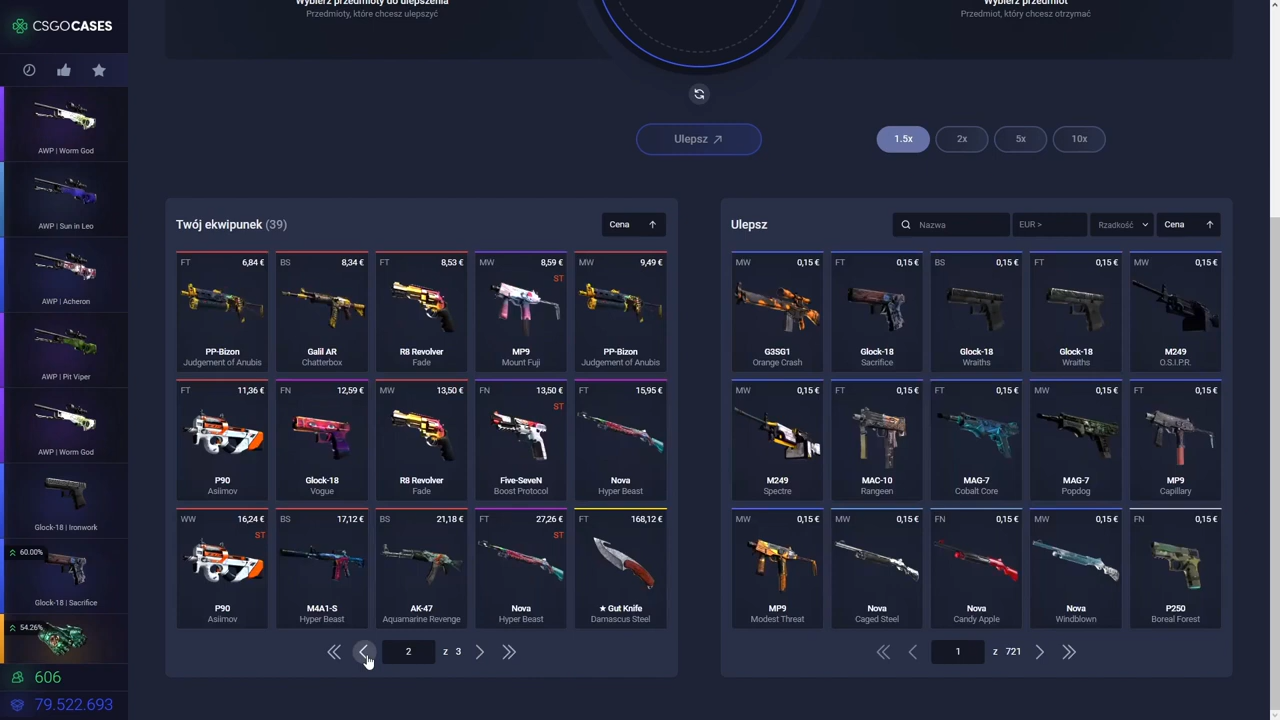 CSGOCASES
AWP | Worm God
AWP | Sun in Leo
AWP | Acheron
AWP | Pit Viper
AWP | Worm God
Glock-18 | Ironwork
60.00%
Glock-18 | Sacrifice
54.26%
606
79.522.693
Wybierz przedmioty do ulepszenia
Przedmioty, które chcesz ulepszyć
Wybierz przedmiot
Przedmiot, który chcesz otrzymać
Ulepsz
1.5x
2x
5x
10x
Twój ekwipunek (39)
Cena
FT 6,84 €
PP-Bizon
Judgement of Anubis
BS 8,34 €
Galil AR
Chatterbox
FT 8,53 €
R8 Revolver
Fade
MW 8,59 €
ST
MP9
Mount Fuji
MW 9,49 €
PP-Bizon
Judgement of Anubis
FT 11,36 €
P90
Asiimov
FN 12,59 €
Glock-18
Vogue
MW 13,50 €
R8 Revolver
Fade
FN 13,50 €
ST
Five-SeveN
Boost Protocol
FT 15,95 €
Nova
Hyper Beast
WW 16,24 €
ST
P90
Asiimov
BS 17,12 €
M4A1-S
Hyper Beast
BS 21,18 €
AK-47
Aquamarine Revenge
FT 27,26 €
ST
Nova
Hyper Beast
FT 168,12 €
★ Gut Knife
Damascus Steel
2 z 3
Ulepsz
Nazwa
EUR >
Rzadkość
Cena
MW 0,15 €
G3SG1
Orange Crash
FT 0,15 €
Glock-18
Sacrifice
BS 0,15 €
Glock-18
Wraiths
FT 0,15 €
Glock-18
Wraiths
MW 0,15 €
M249
O.S.I.P.R.
MW 0,15 €
M249
Spectre
FT 0,15 €
MAC-10
Rangeen
FN 0,15 €
MAG-7
Cobalt Core
MW 0,15 €
MAG-7
Popdog
FT 0,15 €
MP9
Capillary
MW 0,15 €
MP9
Modest Threat
MW 0,15 €
Nova
Caged Steel
FN 0,15 €
Nova
Candy Apple
MW 0,15 €
Nova
Windblown
FN 0,15 €
P250
Boreal Forest
1 z 721